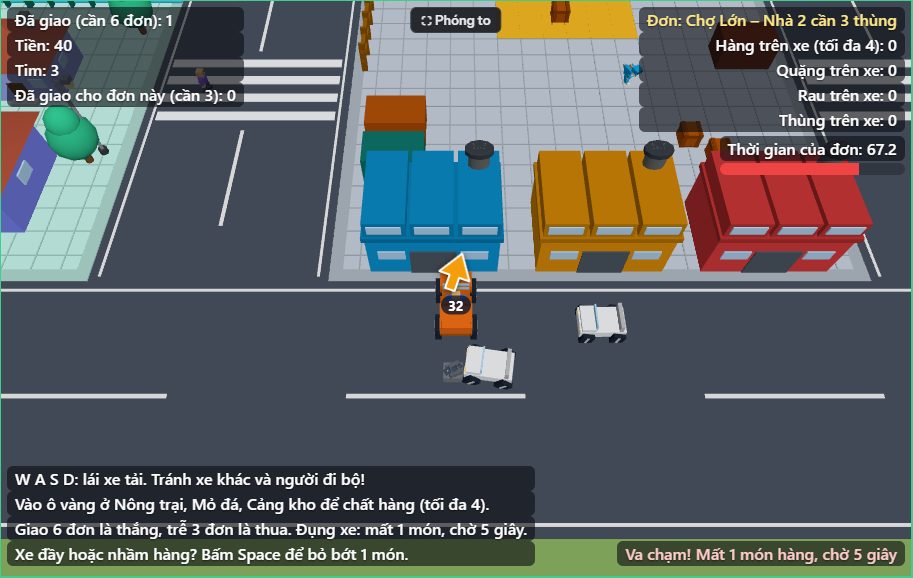 Đã giao (cần 6 đơn): 1
Tiền: 40
Tim: 3
Đã giao cho đơn này (cần 3): 0
Phóng to
Đơn: Chợ Lớn – Nhà 2 cần 3 thùng
Hàng trên xe (tối đa 4): 0
Quặng trên xe: 0
Rau trên xe: 0
Thùng trên xe: 0
Thời gian của đơn: 67.2
32
W A S D: lái xe tải. Tránh xe khác và người đi bộ!
Vào ô vàng ở Nông trại, Mỏ đá, Cảng kho để chất hàng (tối đa 4).
Giao 6 đơn là thắng, trễ 3 đơn là thua. Đụng xe: mất 1 món, chờ 5 giây.
Xe đầy hoặc nhầm hàng? Bấm Space để bỏ bớt 1 món.
Va chạm! Mất 1 món hàng, chờ 5 giây